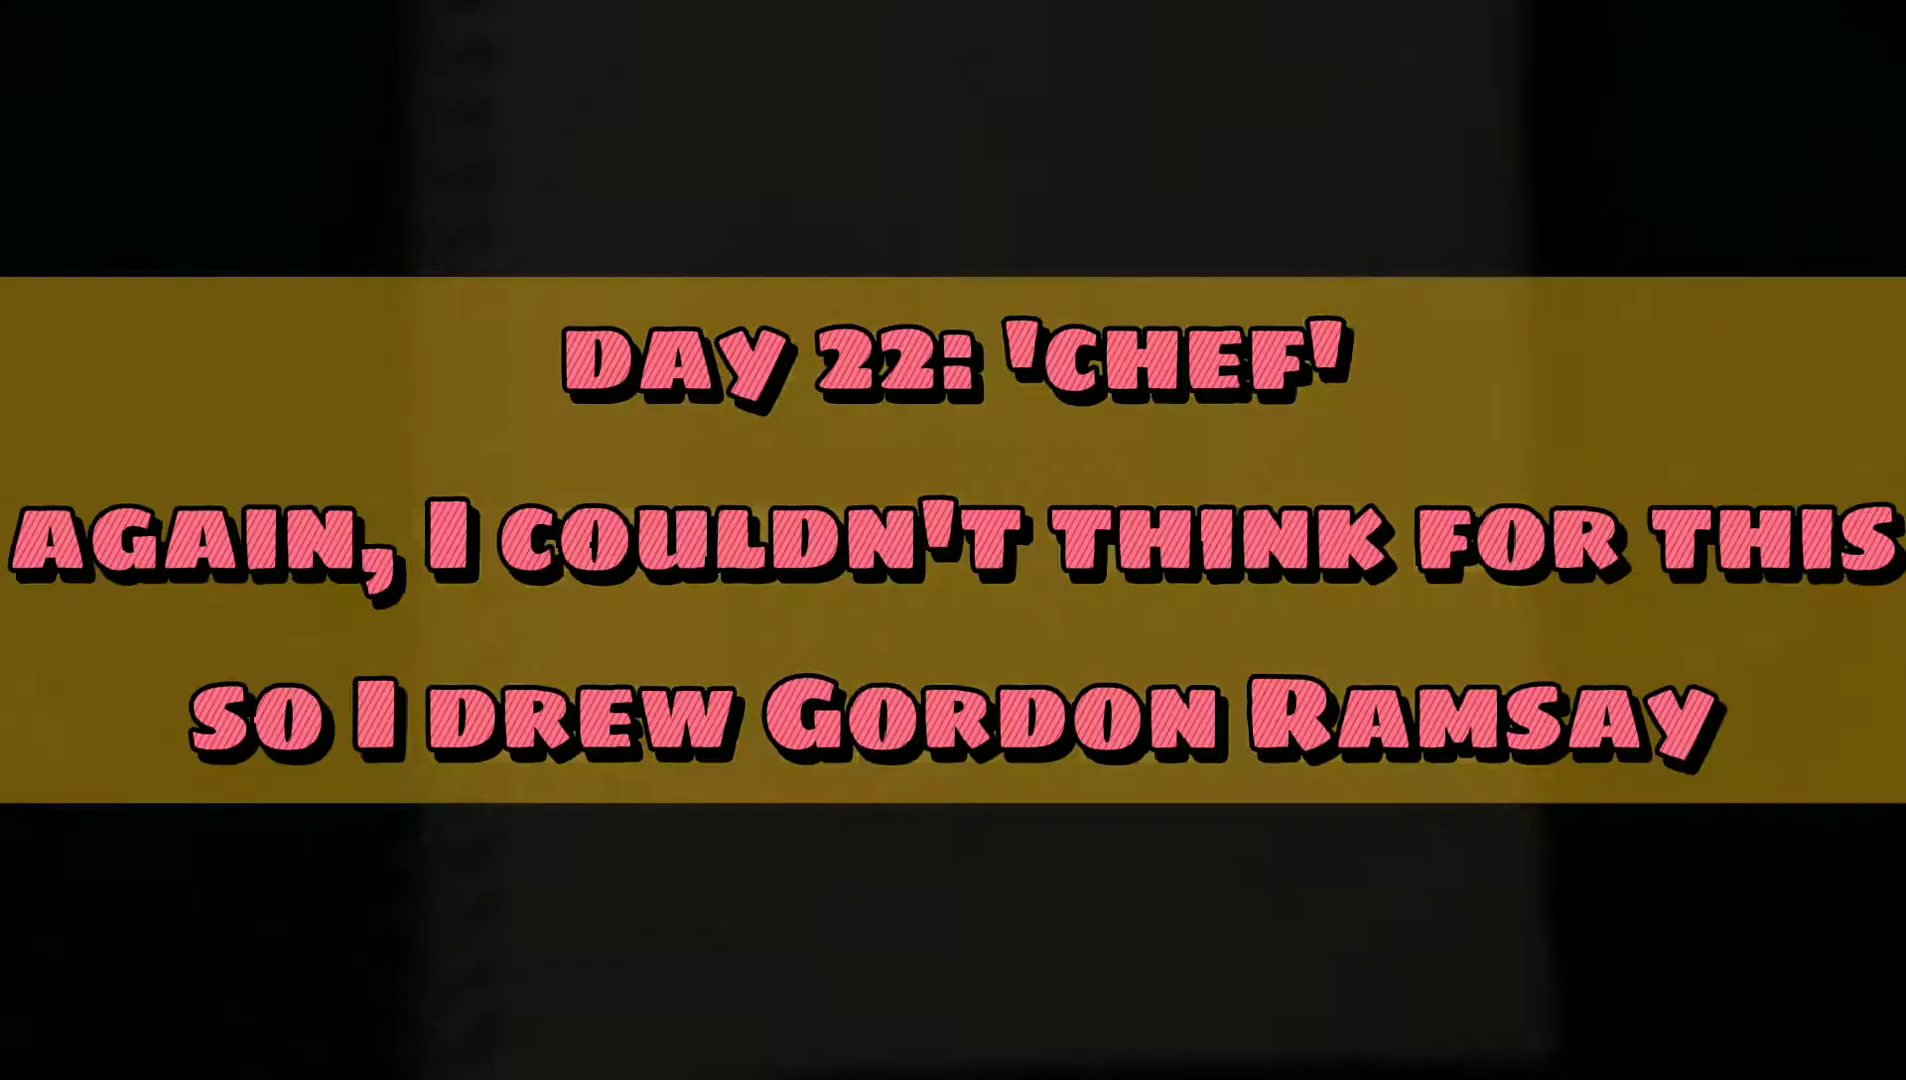 Day 22: 'chef'
again, I couldn't think for this
so I drew Gordon Ramsay